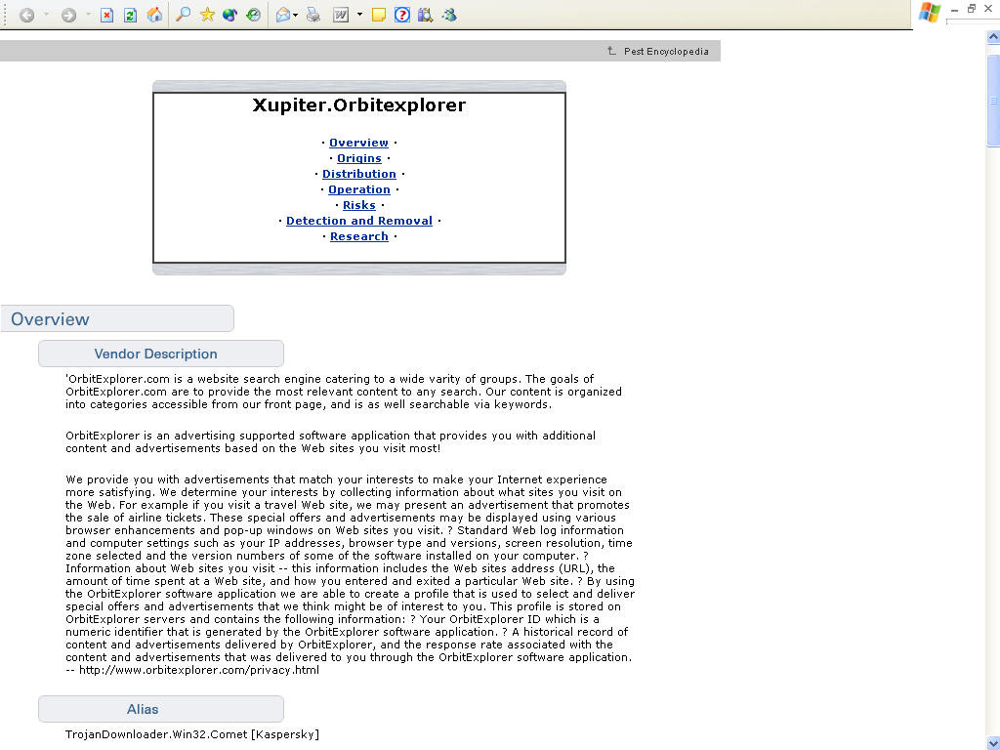 Pest Encyclopedia
Xupiter.Orbitexplorer
· Overview ·
· Origins ·
· Distribution ·
· Operation ·
· Risks ·
· Detection and Removal ·
· Research ·
Overview
Vendor Description
'OrbitExplorer.com is a website search engine catering to a wide varity of groups. The goals of
OrbitExplorer.com are to provide the most relevant content to any search. Our content is organized
into categories accessible from our front page, and is as well searchable via keywords.
OrbitExplorer is an advertising supported software application that provides you with additional
content and advertisements based on the Web sites you visit most!
We provide you with advertisements that match your interests to make your Internet experience
more satisfying. We determine your interests by collecting information about what sites you visit on
the Web. For example if you visit a travel Web site, we may present an advertisement that promotes
the sale of airline tickets. These special offers and advertisements may be displayed using various
browser enhancements and pop-up windows on Web sites you visit. ? Standard Web log information
and computer settings such as your IP addresses, browser type and versions, screen resolution, time
zone selected and the version numbers of some of the software installed on your computer. ?
Information about Web sites you visit -- this information includes the Web sites address (URL), the
amount of time spent at a Web site, and how you entered and exited a particular Web site. ? By using
the OrbitExplorer software application we are able to create a profile that is used to select and deliver
special offers and advertisements that we think might be of interest to you. This profile is stored on
OrbitExplorer servers and contains the following information: ? Your OrbitExplorer ID which is a
numeric identifier that is generated by the OrbitExplorer software application. ? A historical record of
content and advertisements delivered by OrbitExplorer, and the response rate associated with the
content and advertisements that was delivered to you through the OrbitExplorer software application.
-- http://www.orbitexplorer.com/privacy.html
Alias
TrojanDownloader.Win32.Comet [Kaspersky]